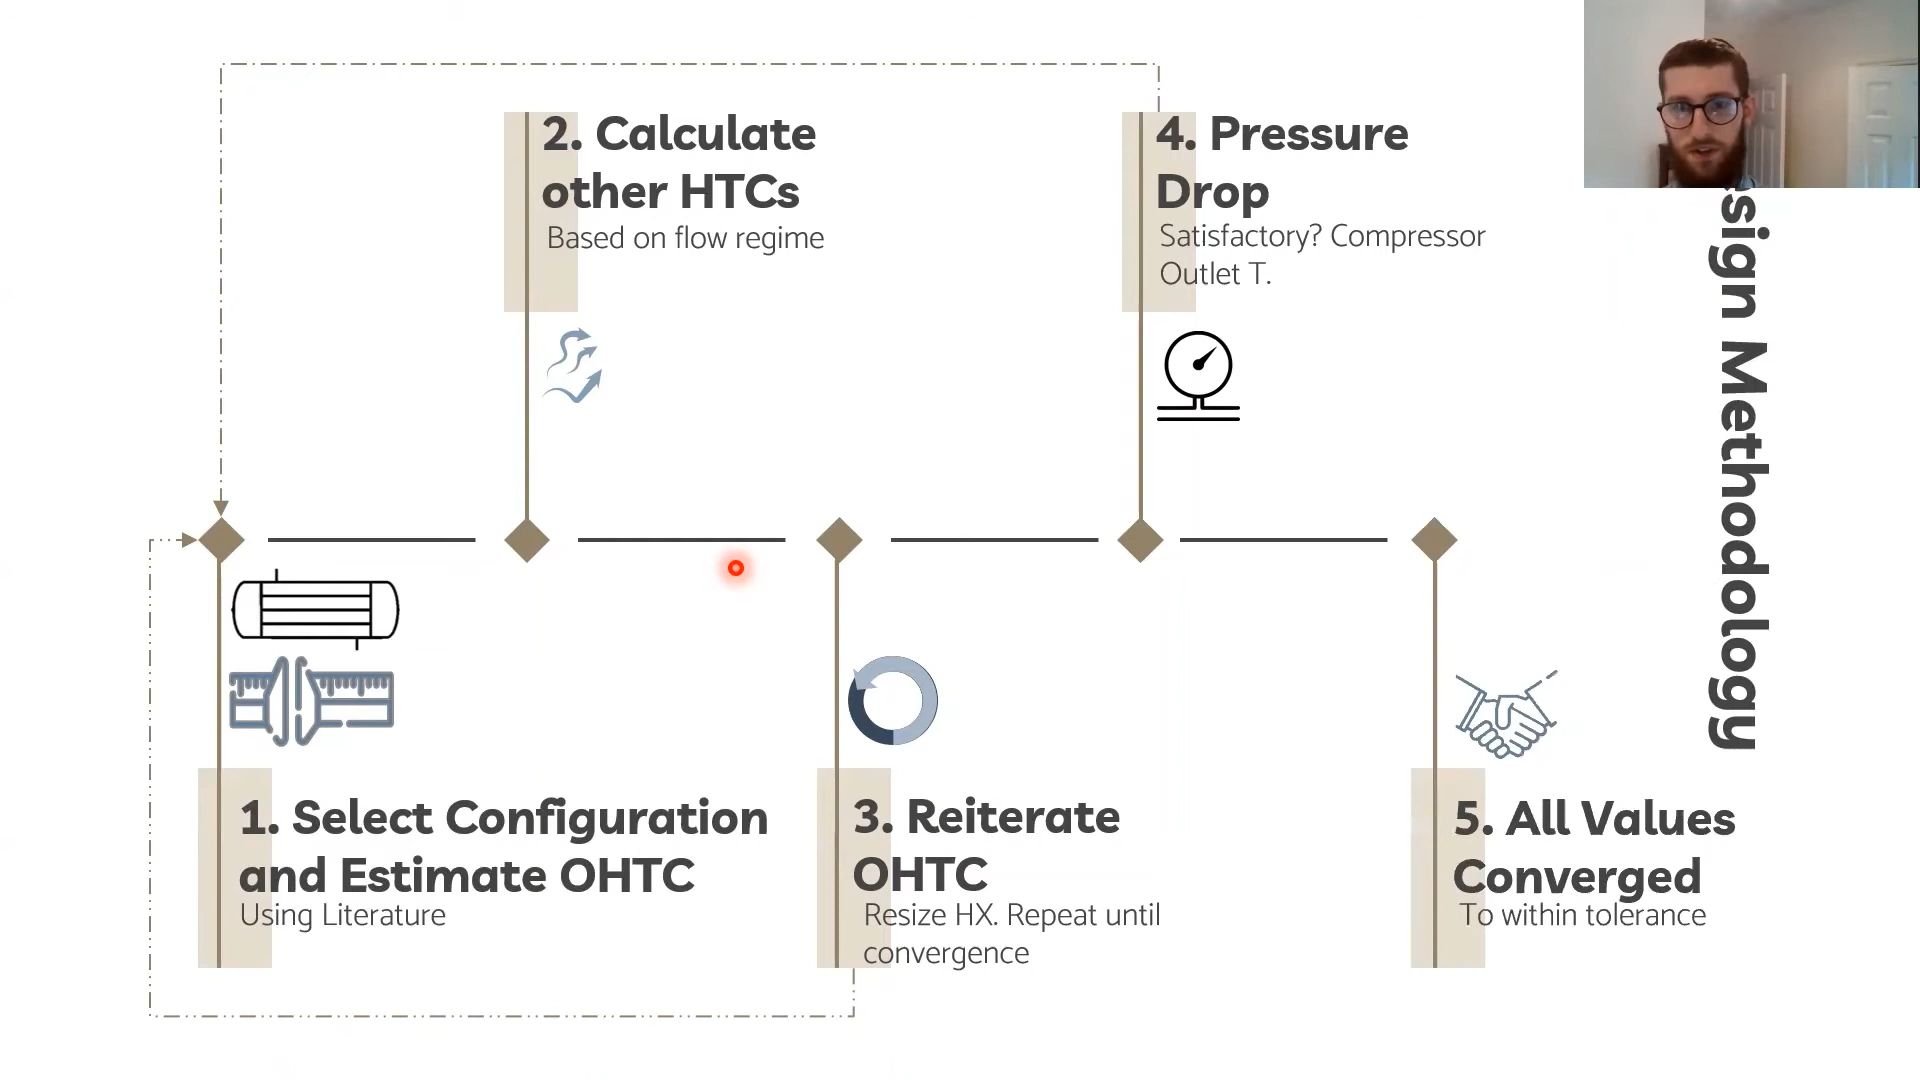 2. Calculate
other HTCs
Based on flow regime
4. Pressure
Drop
Satisfactory? Compressor
Outlet T.
1. Select Configuration
and Estimate OHTC
Using Literature
3. Reiterate
OHTC
Resize HX. Repeat until
convergence
5. All Values
Converged
To within tolerance
Methodology